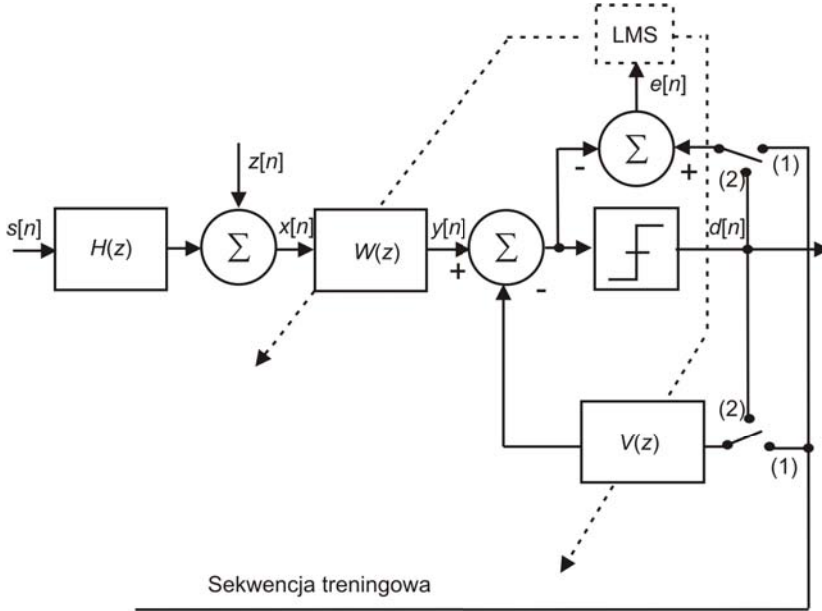 LMS
e[n]
Σ
- +
(1)
(2)
z[n]
s[n]
H(z)
Σ
x[n]
W(z)
y[n]
+
Σ
-
d[n]
(2)
V(z)
(1)
Sekwencja treningowa